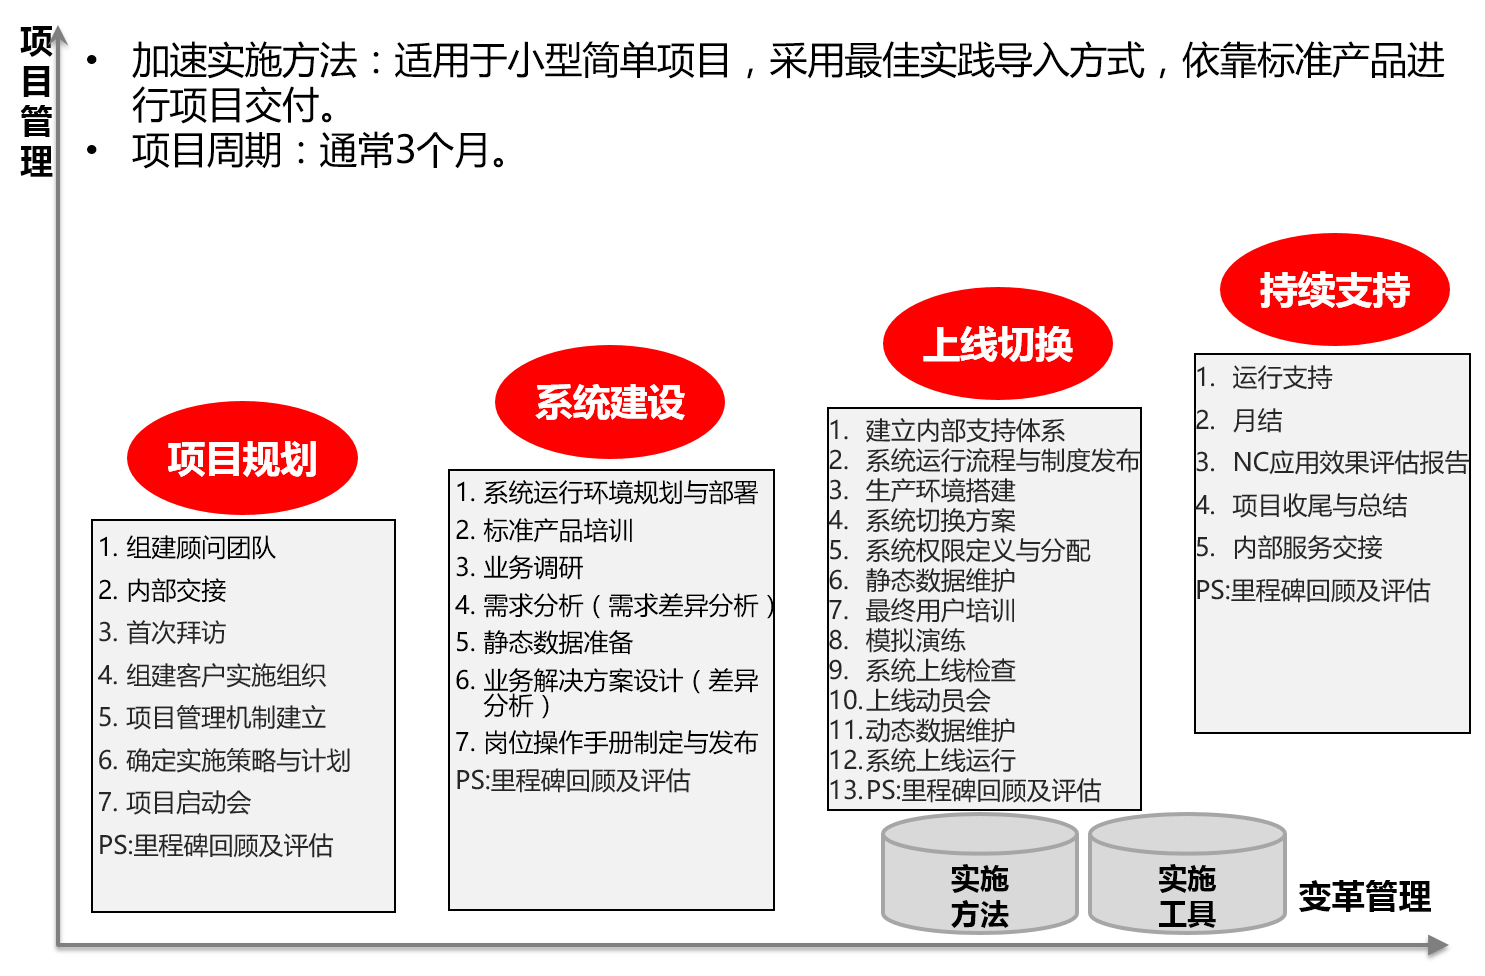 项
目
管
理
• 加速实施方法：适用于小型简单项目，采用最佳实践导入方式，依靠标准产品进
行项目交付。
• 项目周期：通常3个月。
项目规划
1. 组建顾问团队
2. 内部交接
3. 首次拜访
4. 组建客户实施组织
5. 项目管理机制建立
6. 确定实施策略与计划
7. 项目启动会
PS:里程碑回顾及评估
系统建设
1. 系统运行环境规划与部署
2. 标准产品培训
3. 业务调研
4. 需求分析（需求差异分析）
5. 静态数据准备
6. 业务解决方案设计（差异
分析）
7. 岗位操作手册制定与发布
PS:里程碑回顾及评估
上线切换
1. 建立内部支持体系
2. 系统运行流程与制度发布
3. 生产环境搭建
4. 系统切换方案
5. 系统权限定义与分配
6. 静态数据维护
7. 最终用户培训
8. 模拟演练
9. 系统上线检查
10. 上线动员会
11. 动态数据维护
12. 系统上线运行
13. PS:里程碑回顾及评估
持续支持
1. 运行支持
2. 月结
3. NC应用效果评估报告
4. 项目收尾与总结
5. 内部服务交接
PS:里程碑回顾及评估
实施
方法
实施
工具
变革管理